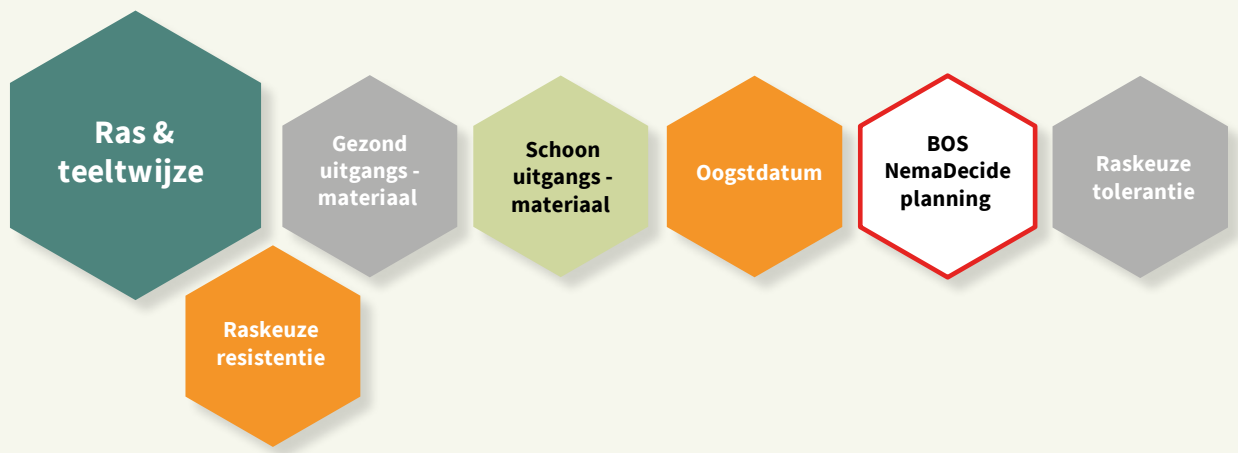 Ras &
teeltwijze
Gezond
uitgangs -
materiaal
Schoon
uitgangs -
materiaal
Oogstdatum
BOS
NemaDecide
planning
Raskeuze
tolerantie
Raskeuze
resistentie